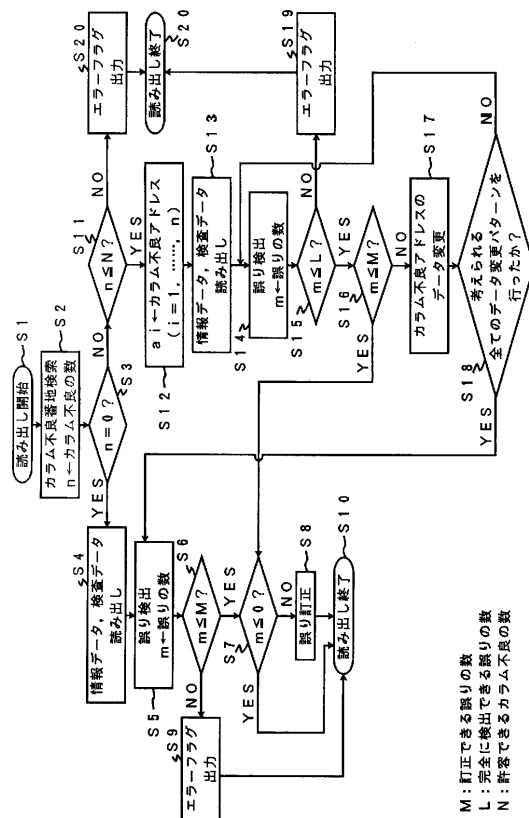 読み出し開始
S1
カラム不良番地検索
n←カラム不良の数
S2
n=0?
S3
YES
NO
情報データ，検査データ
読み出し
S4
誤り検出
m←誤りの数
S5
m≦M?
S6
YES
NO
m≦0?
S7
YES
NO
誤り訂正
S8
エラーフラグ
出力
S9
読み出し終了
S10
n≦N?
S11
YES
NO
エラーフラグ
出力
S20
読み出し終了
S20
ai←カラム不良アドレス
(i=1, ……, n)
S12
情報データ，検査データ
読み出し
S13
誤り検出
m←誤りの数
S14
m≦L?
S15
YES
NO
エラーフラグ
出力
S19
m≦M?
S16
YES
NO
カラム不良アドレスの
データ変更
S17
考えられる
全てのデータ変更パターンを
行ったか?
S18
YES
NO
M：訂正できる誤りの数
L：完全に検出できる誤りの数
N：許容できるカラム不良の数